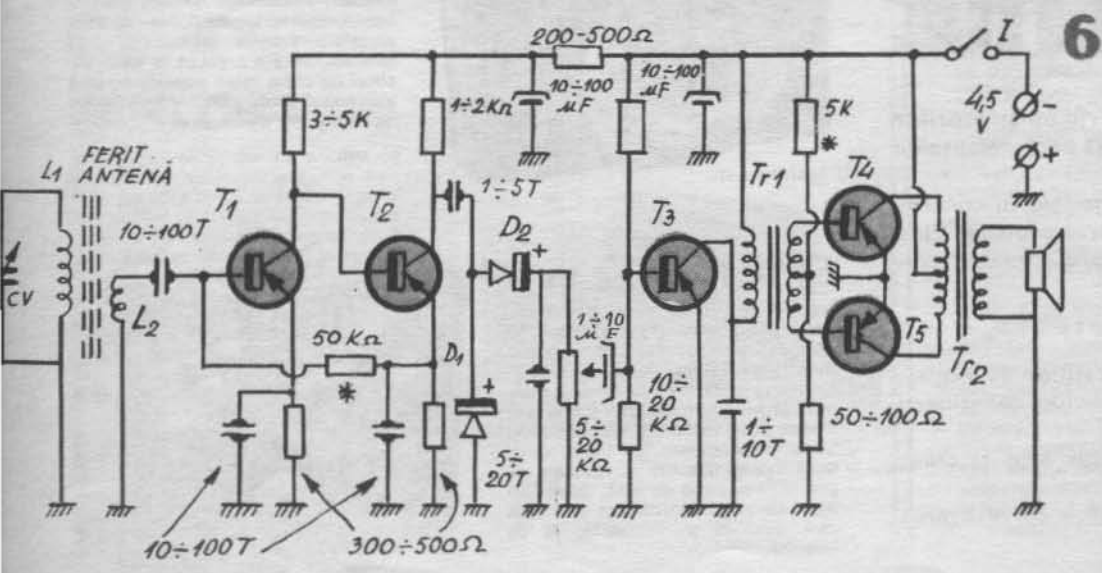 6
200-500Ω
I
10÷100
µF
10÷100
µF
4,5
V
-
+
3÷5K
1÷2KΩ
5K
*
L1
FERIT
ANTENĂ
1÷5T
Tr1
T4
T1
T2
D2
+
T3
10÷100T
CV
L2
T5
Tr2
1÷10
µF
50KΩ
*
D1
+
10÷
20
KΩ
5÷
20
KΩ
5÷
20T
1÷
10T
50÷100Ω
10÷100T
300÷500Ω